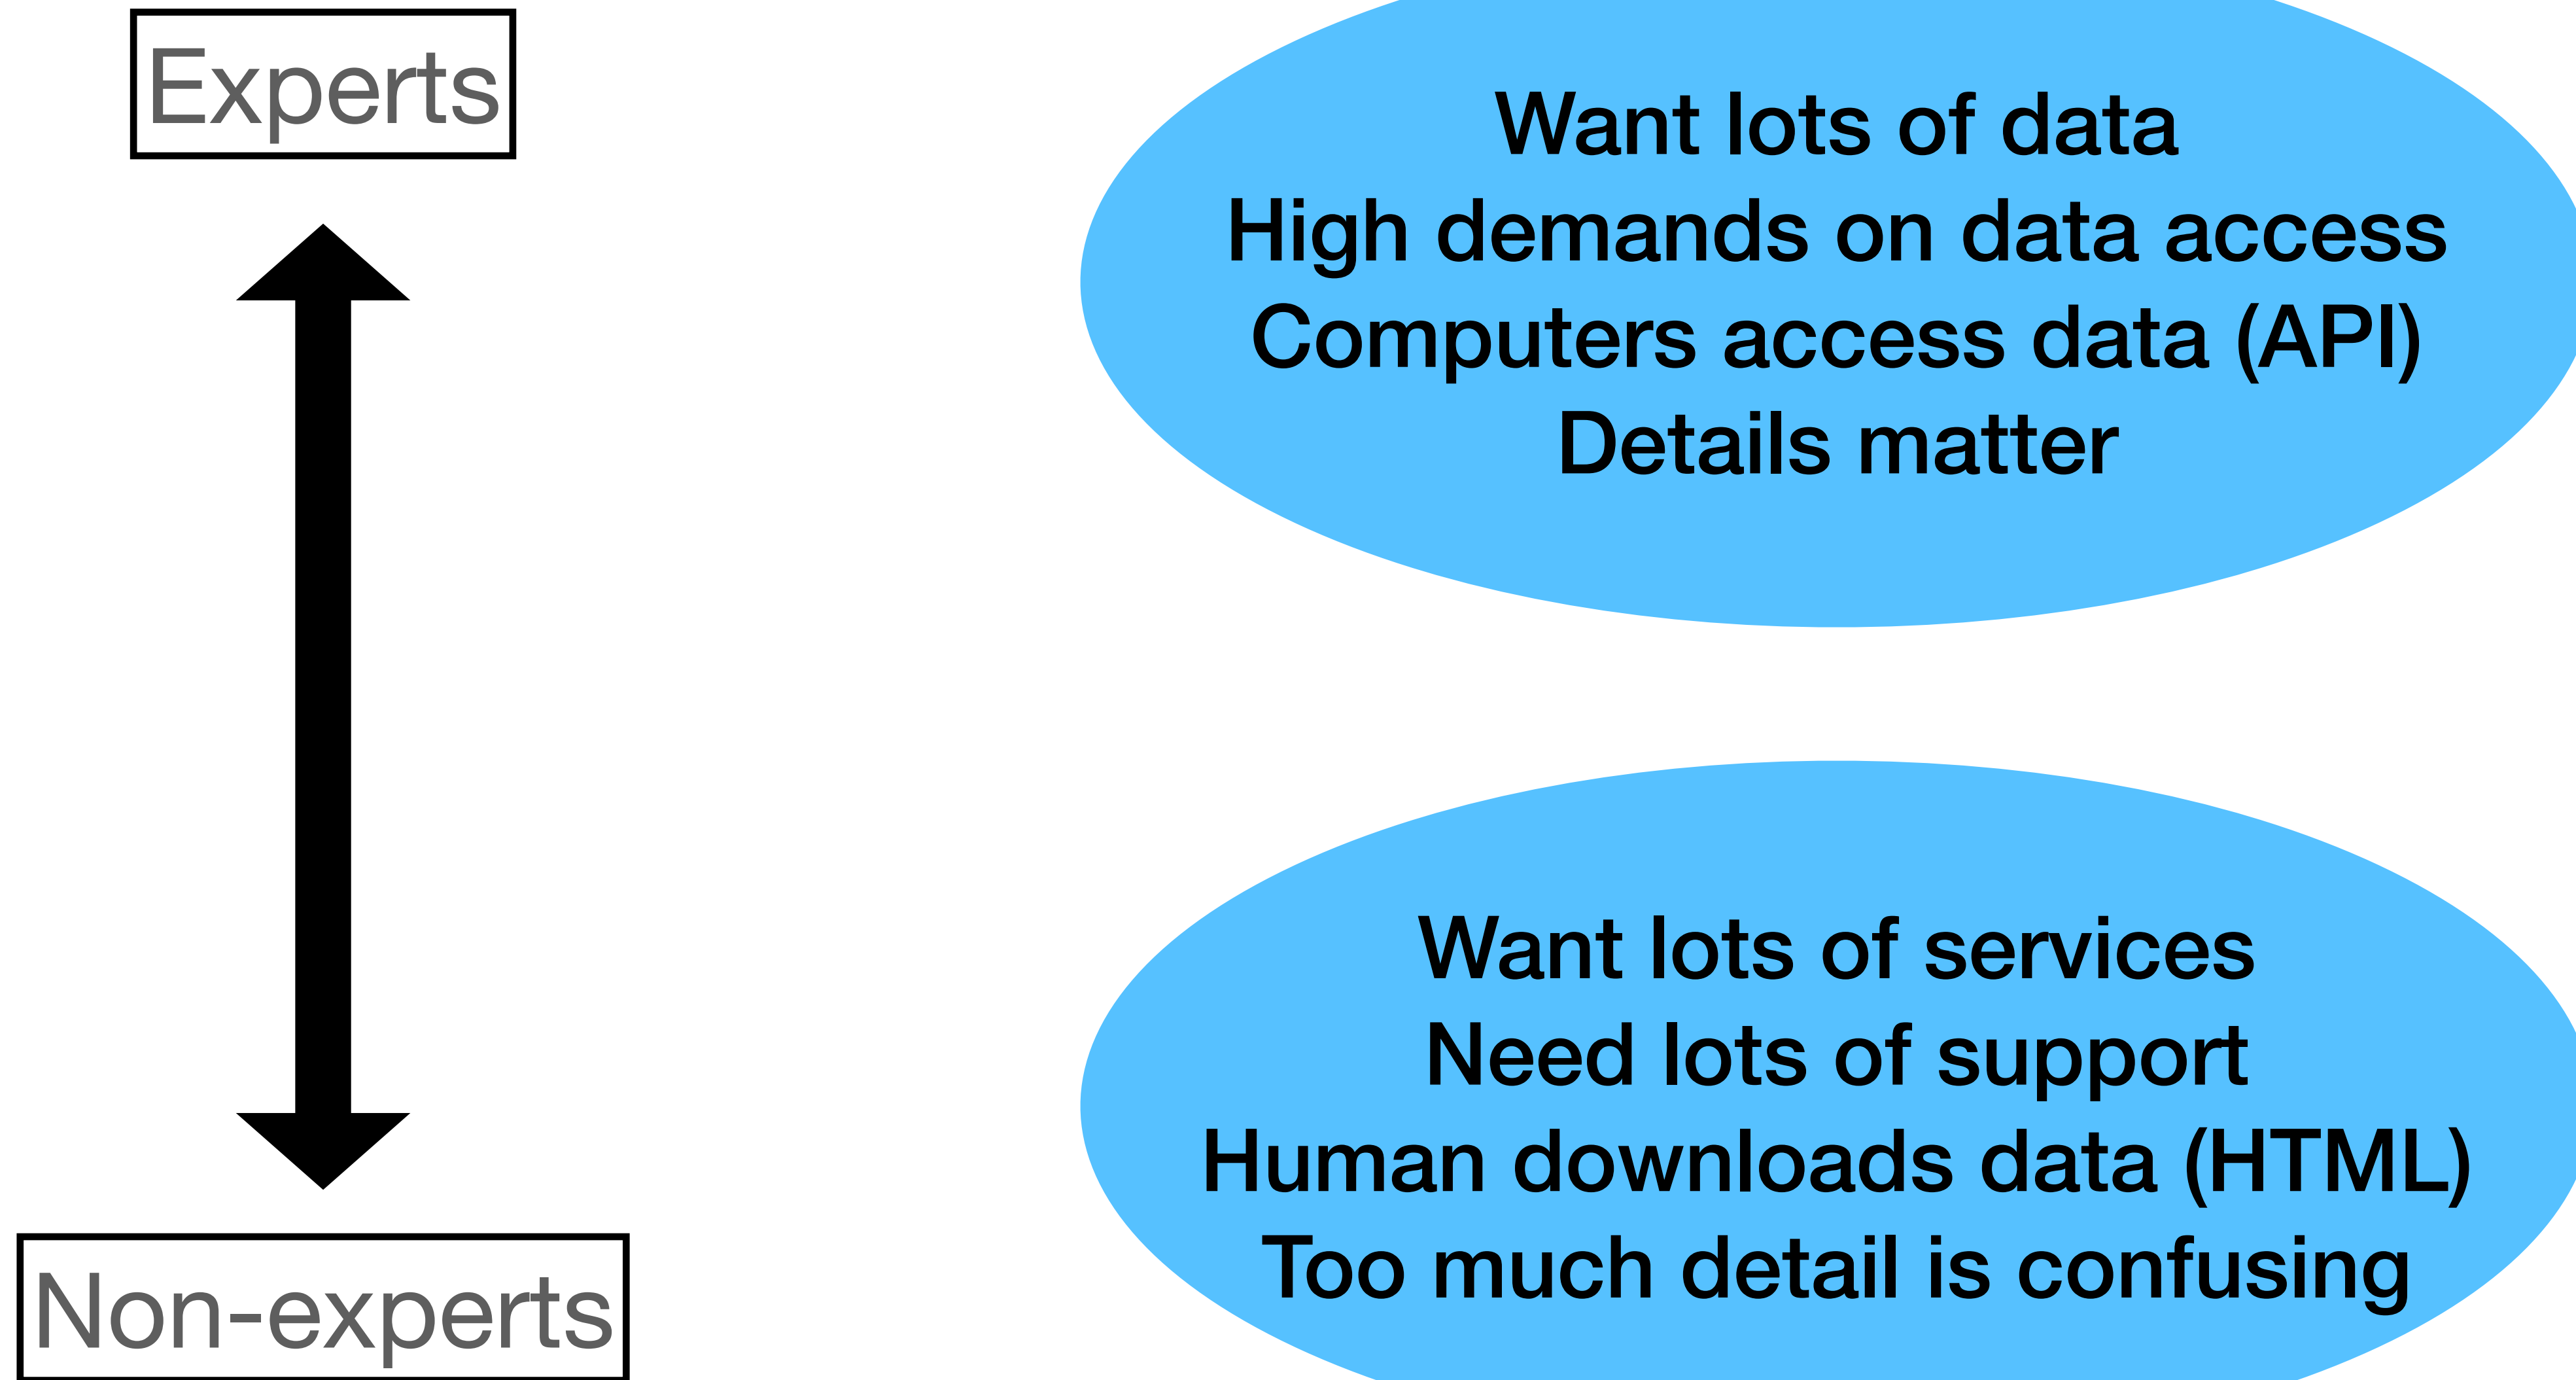 Experts
Want lots of data
High demands on data access
Computers access data (API)
Details matter
Want lots of services
Need lots of support
Human downloads data (HTML)
Too much detail is confusing
Non-experts